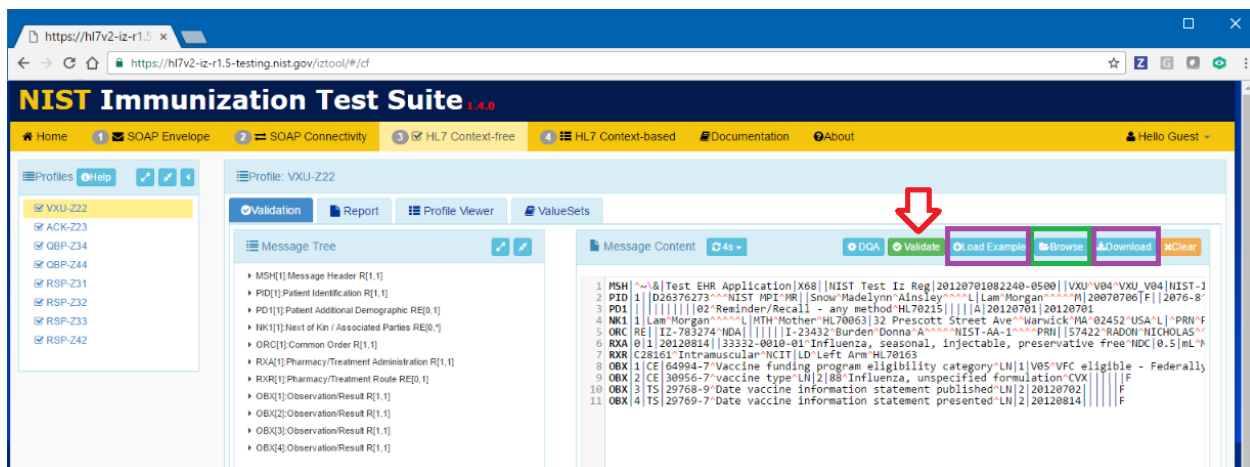 https://hl7v2-iz-r1.5 ×
https://hl7v2-iz-r1.5-testing.nist.gov/iztool/#/cf
NIST Immunization Test Suite 1.4.0
Home 1 SOAP Envelope 2 SOAP Connectivity 3 HL7 Context-free 4 HL7 Context-based Documentation About Hello Guest
Profiles Help
VXU-Z22
ACK-Z23
QBP-Z34
QBP-Z44
RSP-Z31
RSP-Z32
RSP-Z33
RSP-Z42
Profile: VXU-Z22
Validation Report Profile Viewer ValueSets
Message Tree
MSH[1]:Message Header R[1,1]
PID[1]:Patient Identification R[1,1]
PD1[1]:Patient Additional Demographic RE[0,1]
NK1[1]:Next of Kin / Associated Parties RE[0,*]
ORC[1]:Common Order R[1,1]
RXA[1]:Pharmacy/Treatment Administration R[1,1]
RXR[1]:Pharmacy/Treatment Route RE[0,1]
OBX[1]:Observation/Result R[1,1]
OBX[2]:Observation/Result R[1,1]
OBX[3]:Observation/Result R[1,1]
OBX[4]:Observation/Result R[1,1]
Message Content 4s DQA Validate Load Example Browse Download Clear
1 MSH|^~\&|Test EHR Application|X68||NIST Test Iz Reg|20120701082240-0500||VXU^V04^VXU_V04|NIST-
2 PID|1||D26376273^^^NIST MPI^MR||Snow^Madelynn^Ainsley^^^^L|Lam^Morgan^^^^^M|20070706|F||2076-8^
3 PD1|||||||||||02^Reminder/Recall - any method^HL70215|||||A|20120701|20120701
4 NK1|1|Lam^Morgan^^^^^L|MTH^Mother^HL70063|32 Prescott Street Ave^^Warwick^MA^02452^USA^L|^PRN^
5 ORC|RE||IZ-783274^NDA|||||||I-23432^Burden^Donna^A^^^^^NIST-AA-1^^^^PRN||57422^RADON^NICHOLAS^
6 RXA|0|1|20120814||33332-0010-01^Influenza, seasonal, injectable, preservative free^NDC|0.5|mL^
7 RXR|C28161^Intramuscular^NCIT|LD^Left Arm^HL70163
8 OBX|1|CE|64994-7^Vaccine funding program eligibility category^LN|1|V05^VFC eligible - Federally
9 OBX|2|CE|30956-7^vaccine type^LN|2|88^Influenza, unspecified formulation^CVX||||||F
10 OBX|3|TS|29768-9^Date vaccine information statement published^LN|2|20120702||||||F
11 OBX|4|TS|29769-7^Date vaccine information statement presented^LN|2|20120814||||||F